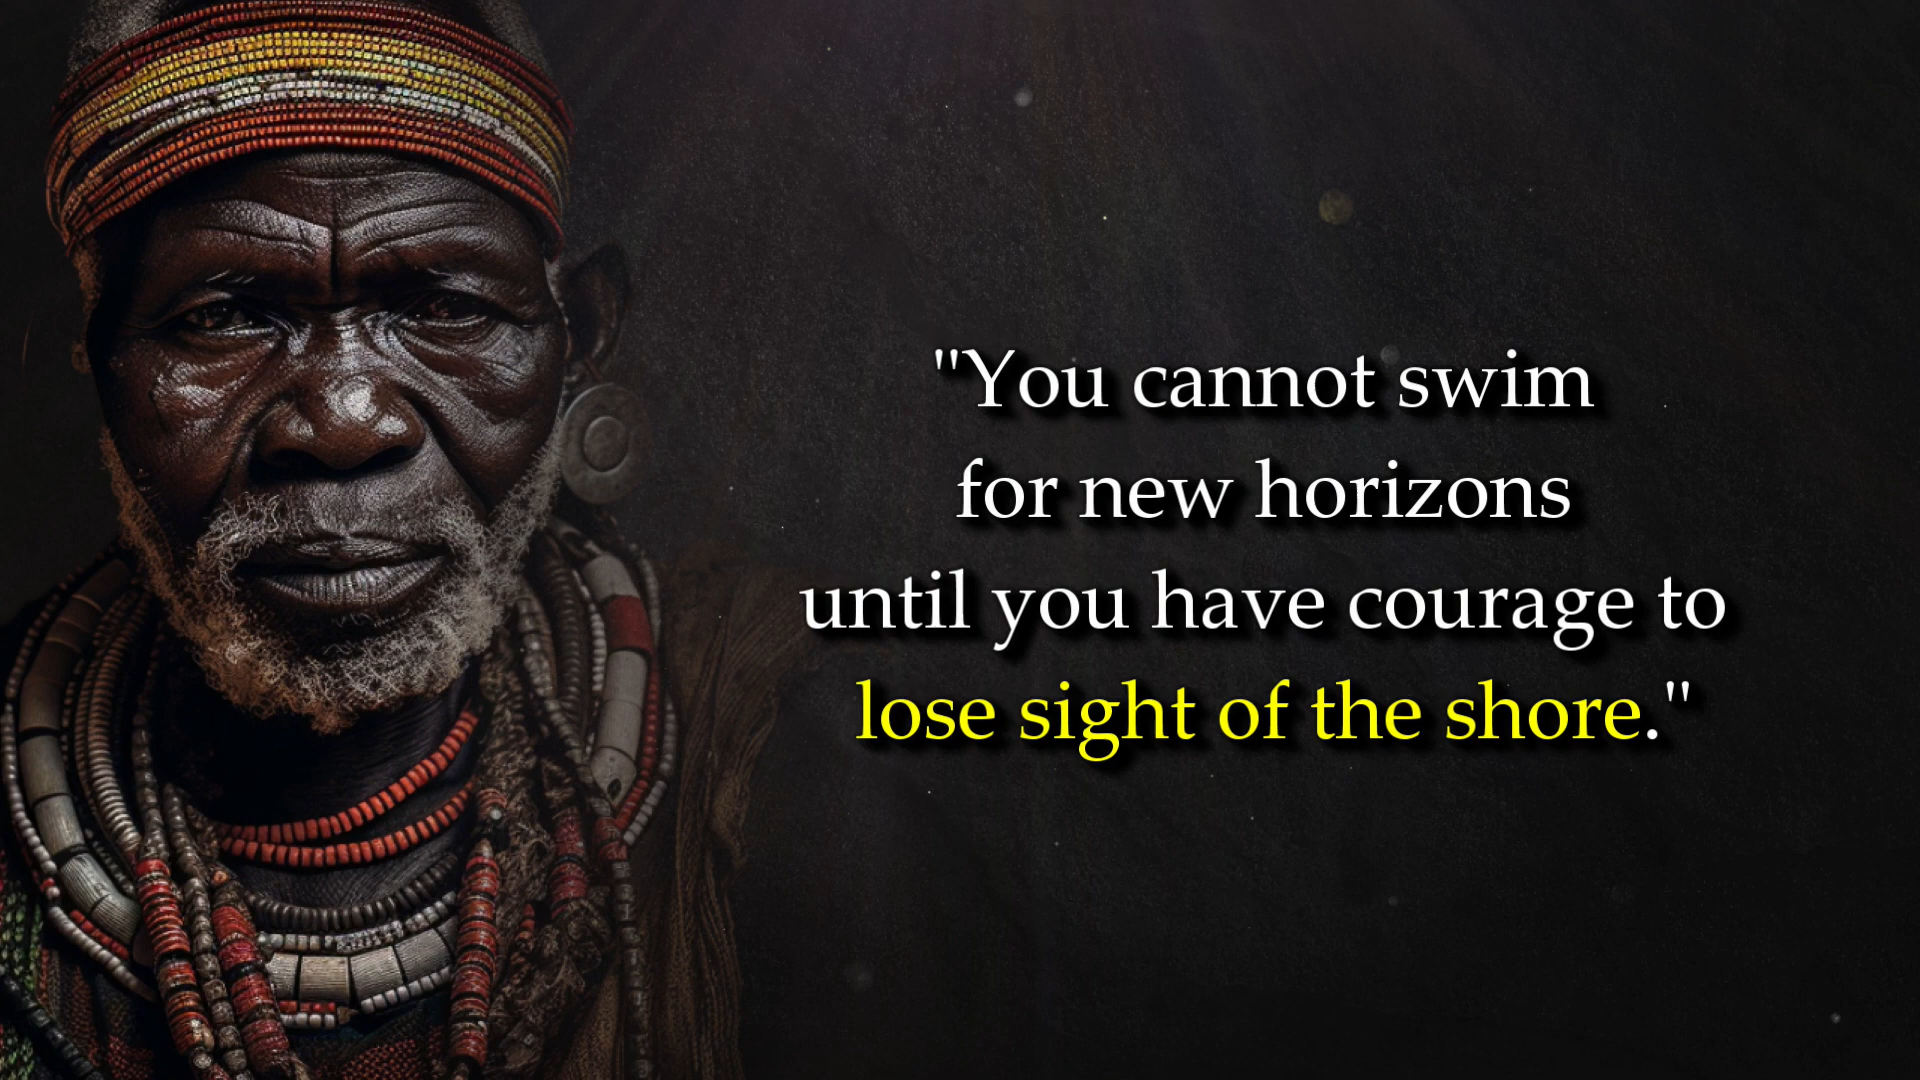 "You cannot swim
for new horizons
until you have courage to
lose sight of the shore."